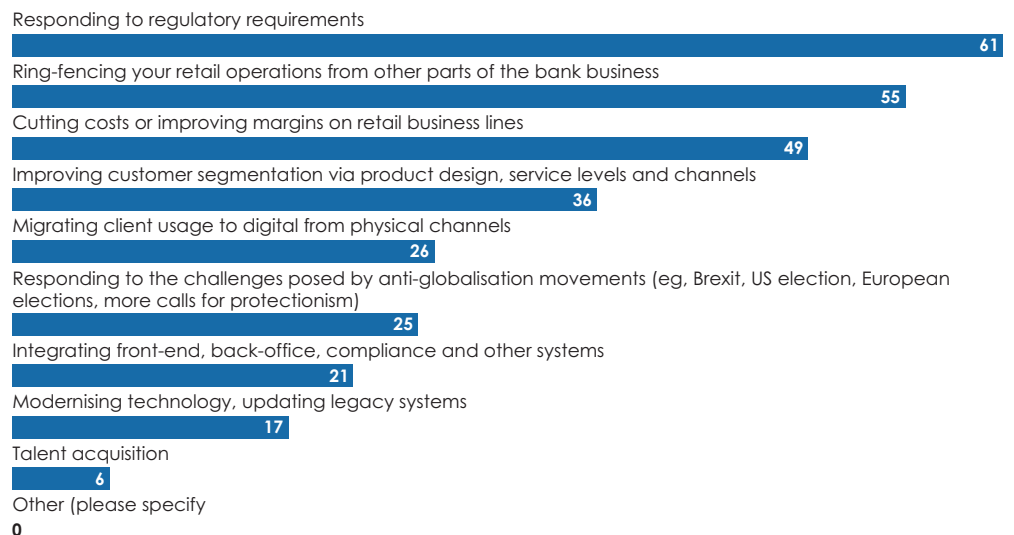 Responding to regulatory requirements
61
Ring-fencing your retail operations from other parts of the bank business
55
Cutting costs or improving margins on retail business lines
49
Improving customer segmentation via product design, service levels and channels
36
Migrating client usage to digital from physical channels
26
Responding to the challenges posed by anti-globalisation movements (eg, Brexit, US election, European
elections, more calls for protectionism)
25
Integrating front-end, back-office, compliance and other systems
21
Modernising technology, updating legacy systems
17
Talent acquisition
6
Other (please specify
0